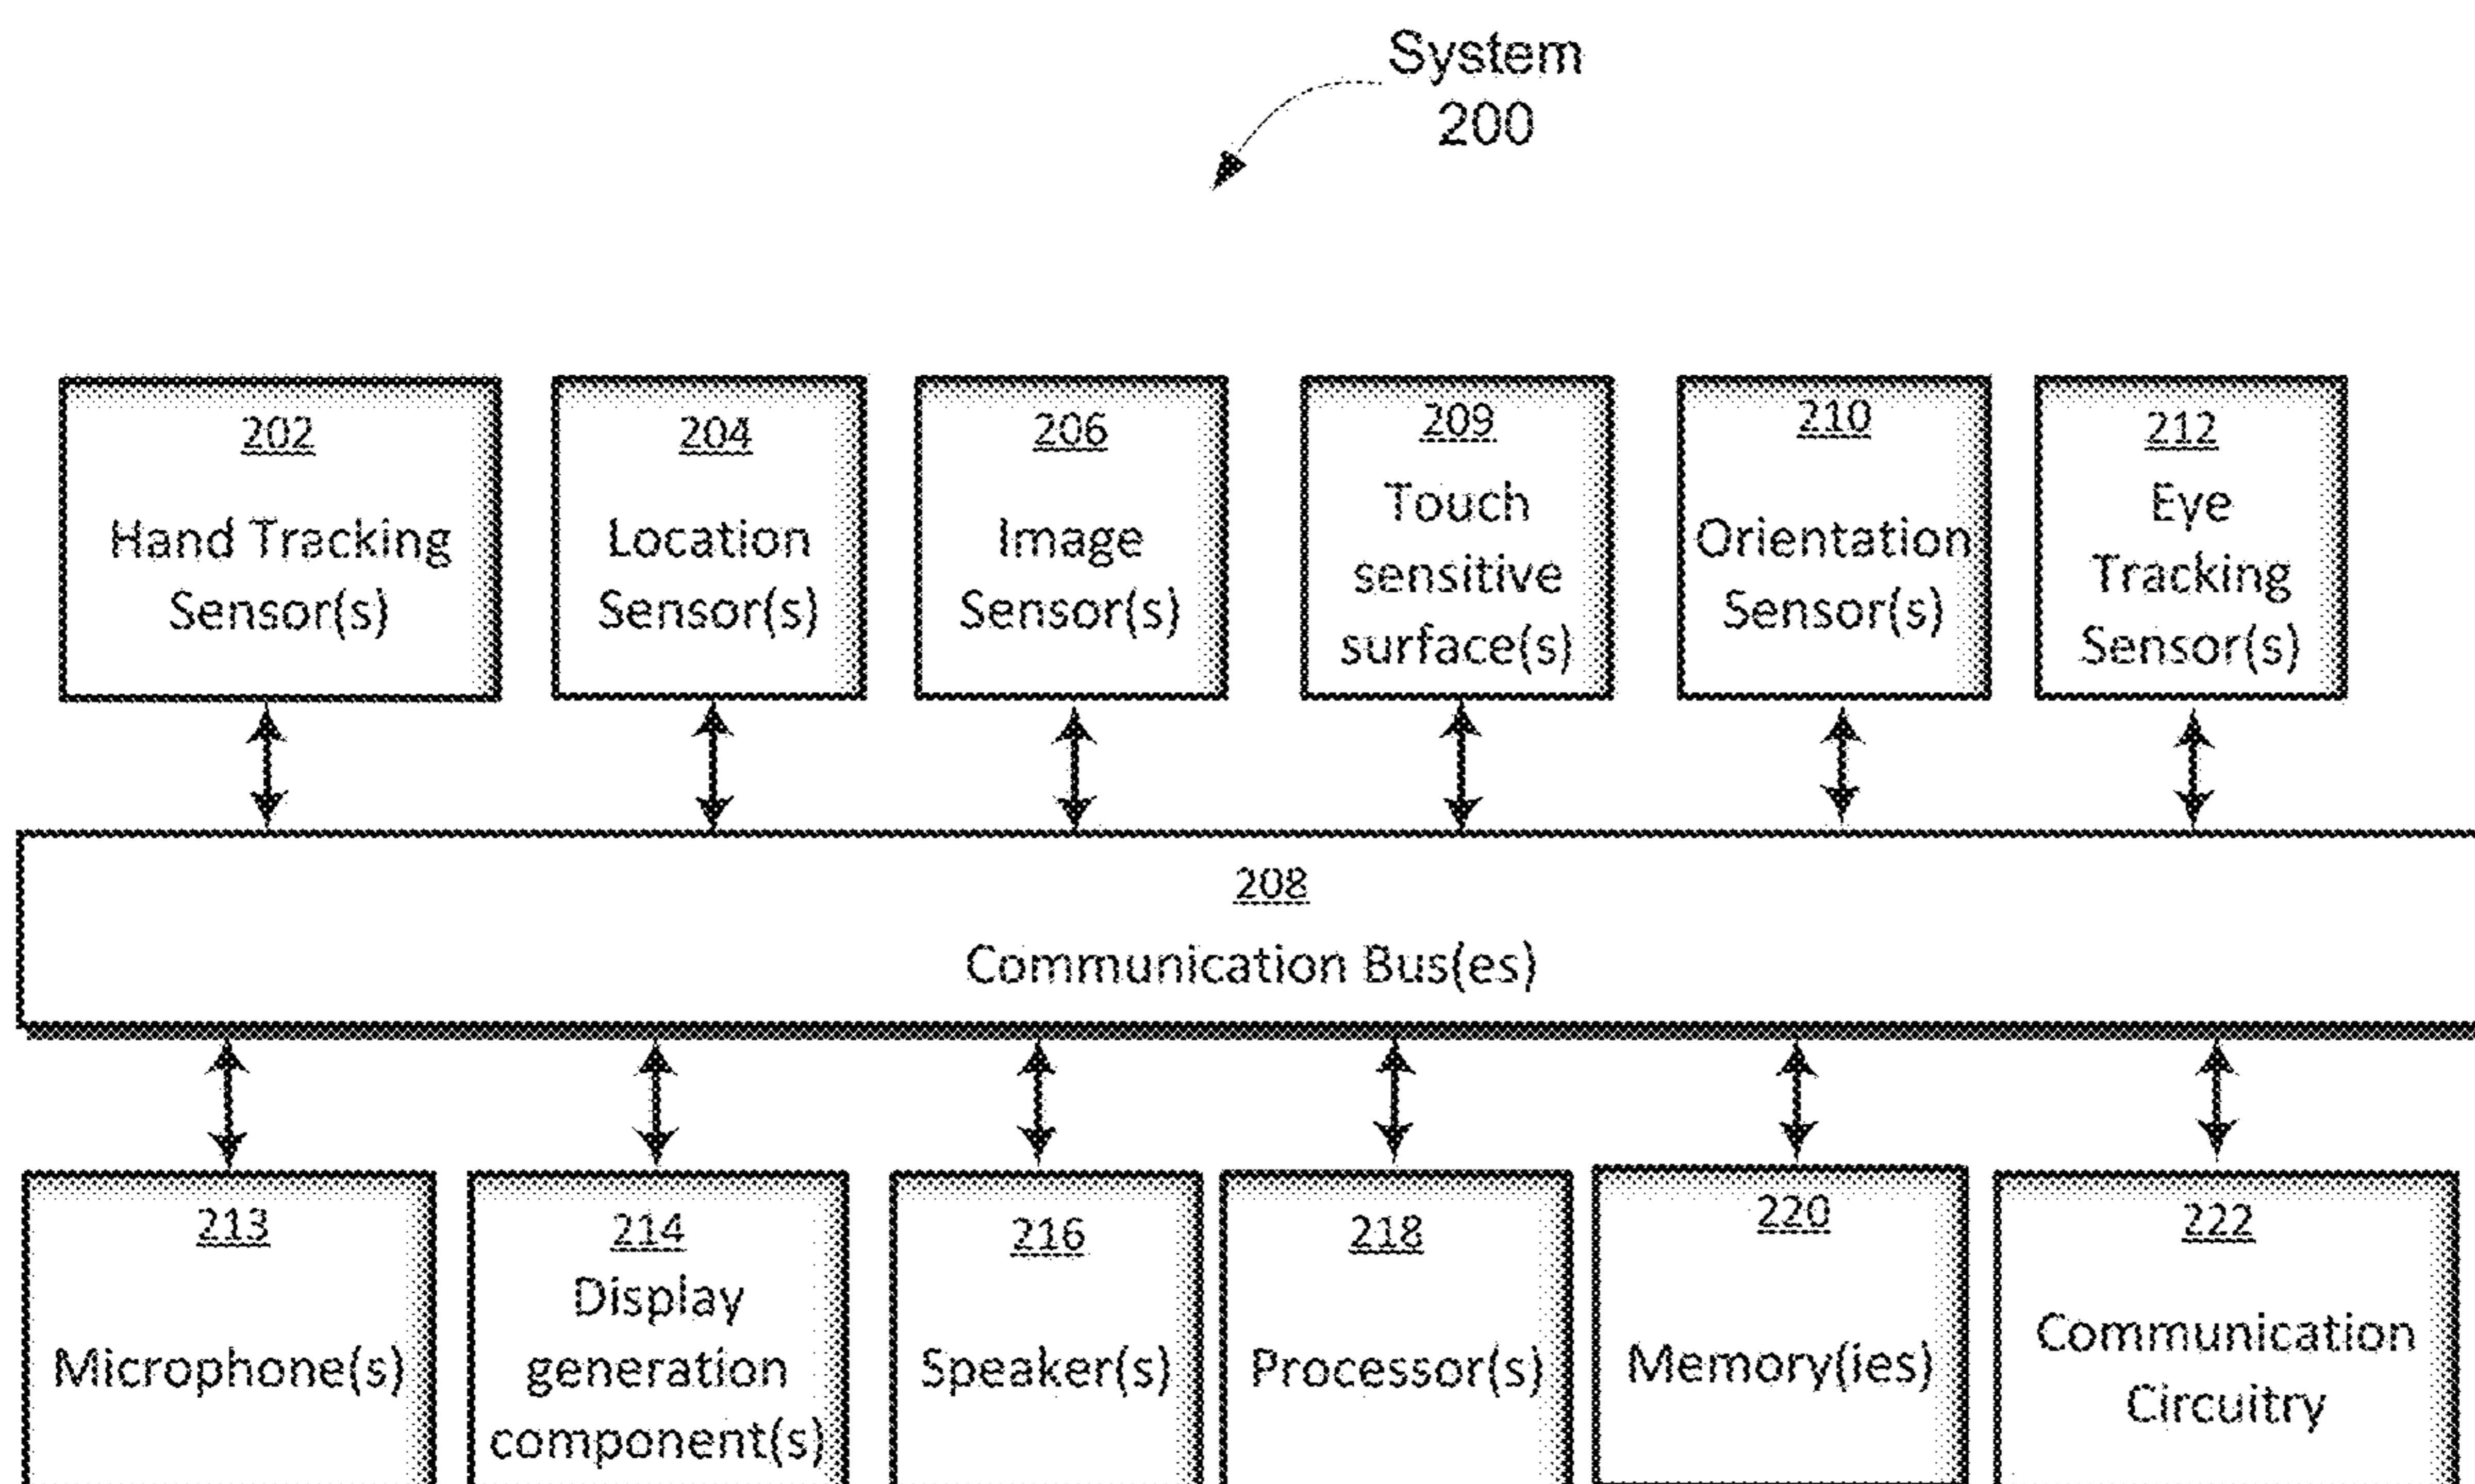 System
200
202
Hand Tracking
Sensor(s)
204
Location
Sensor(s)
206
Image
Sensor(s)
209
Touch
sensitive
surface(s)
210
Orientation
Sensor(s)
212
Eye
Tracking
Sensor(s)
208
Communication Bus(es)
213
Microphone(s)
214
Display
generation
component(s)
216
Speaker(s)
218
Processor(s)
220
Memory(ies)
222
Communication
Circuitry